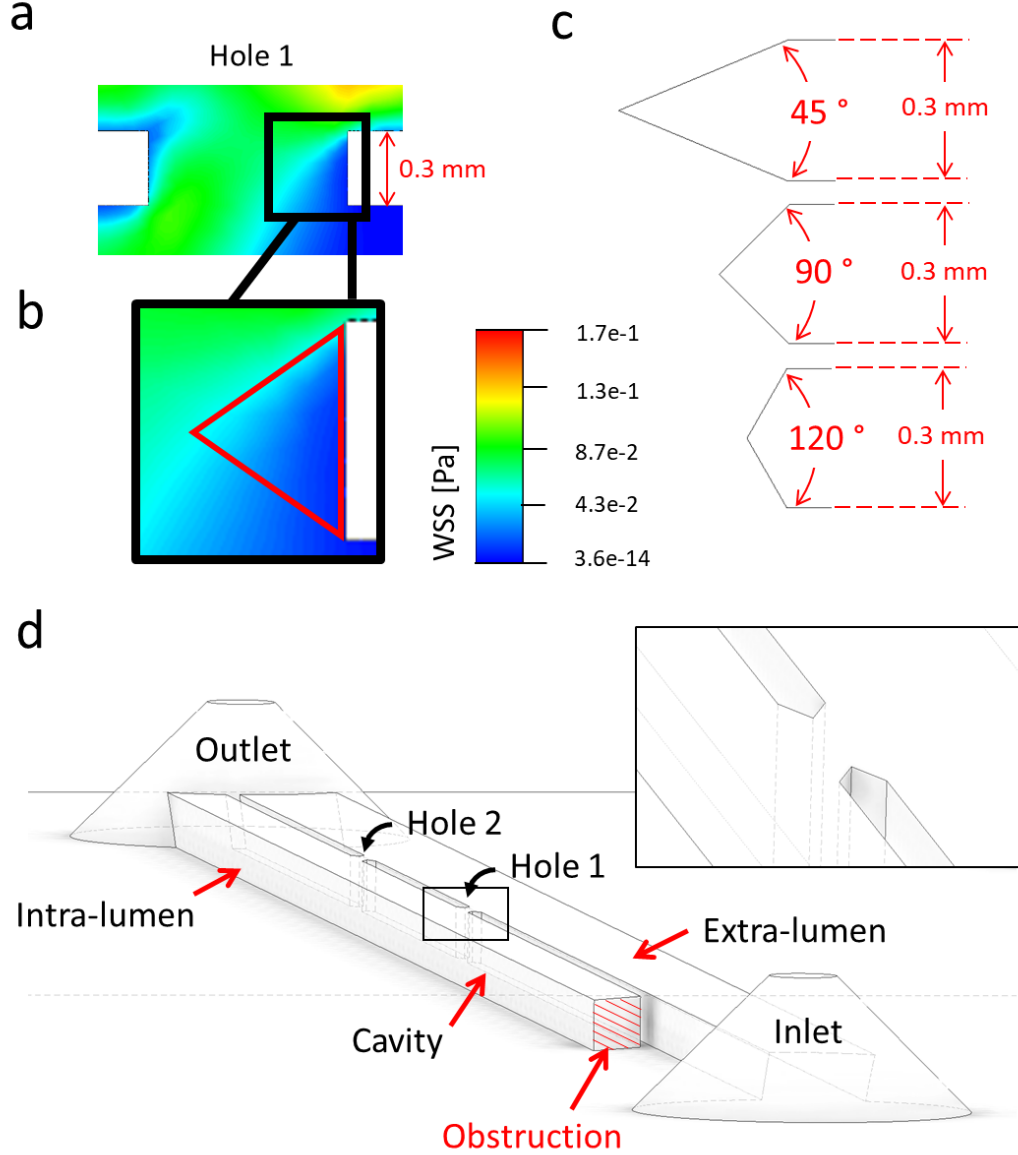 a
Hole 1
0.3 mm
b
WSS [Pa]
1.7e-1
1.3e-1
8.7e-2
4.3e-2
3.6e-14
c
45 °
0.3 mm
90 °
0.3 mm
120 °
0.3 mm
d
Outlet
Hole 2
Hole 1
Intra-lumen
Extra-lumen
Cavity
Inlet
Obstruction